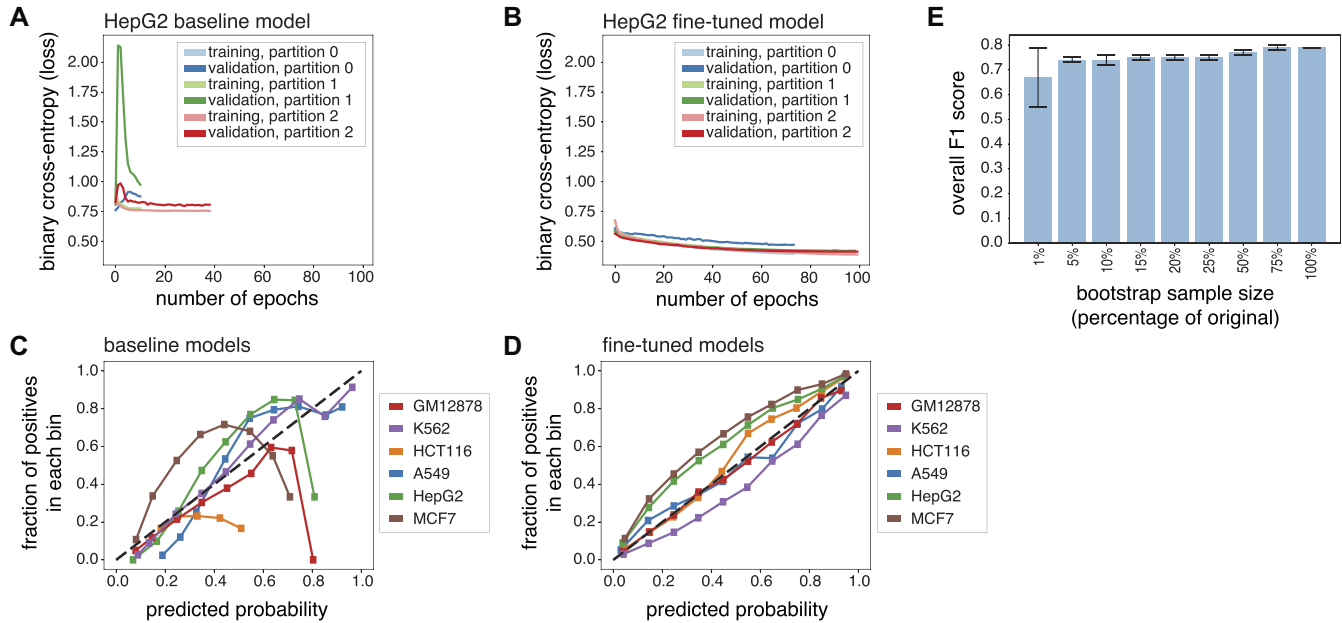 A
HepG2 baseline model
binary cross-entropy (loss)
2.00
1.75
1.50
1.25
1.00
0.75
0.50
training, partition 0
validation, partition 0
training, partition 1
validation, partition 1
training, partition 2
validation, partition 2
0
20
40
60
80
100
number of epochs
B
HepG2 fine-tuned model
binary cross-entropy (loss)
2.00
1.75
1.50
1.25
1.00
0.75
0.50
training, partition 0
validation, partition 0
training, partition 1
validation, partition 1
training, partition 2
validation, partition 2
0
20
40
60
80
100
number of epochs
E
overall F1 score
0.8
0.7
0.6
0.5
0.4
0.3
0.2
0.1
0.0
1%
5%
10%
15%
20%
25%
50%
75%
100%
bootstrap sample size
(percentage of original)
C
baseline models
fraction of positives
in each bin
1.0
0.8
0.6
0.4
0.2
0.0
0.0
0.2
0.4
0.6
0.8
1.0
predicted probability
GM12878
K562
HCT116
A549
HepG2
MCF7
D
fine-tuned models
fraction of positives
in each bin
1.0
0.8
0.6
0.4
0.2
0.0
0.0
0.2
0.4
0.6
0.8
1.0
predicted probability
GM12878
K562
HCT116
A549
HepG2
MCF7